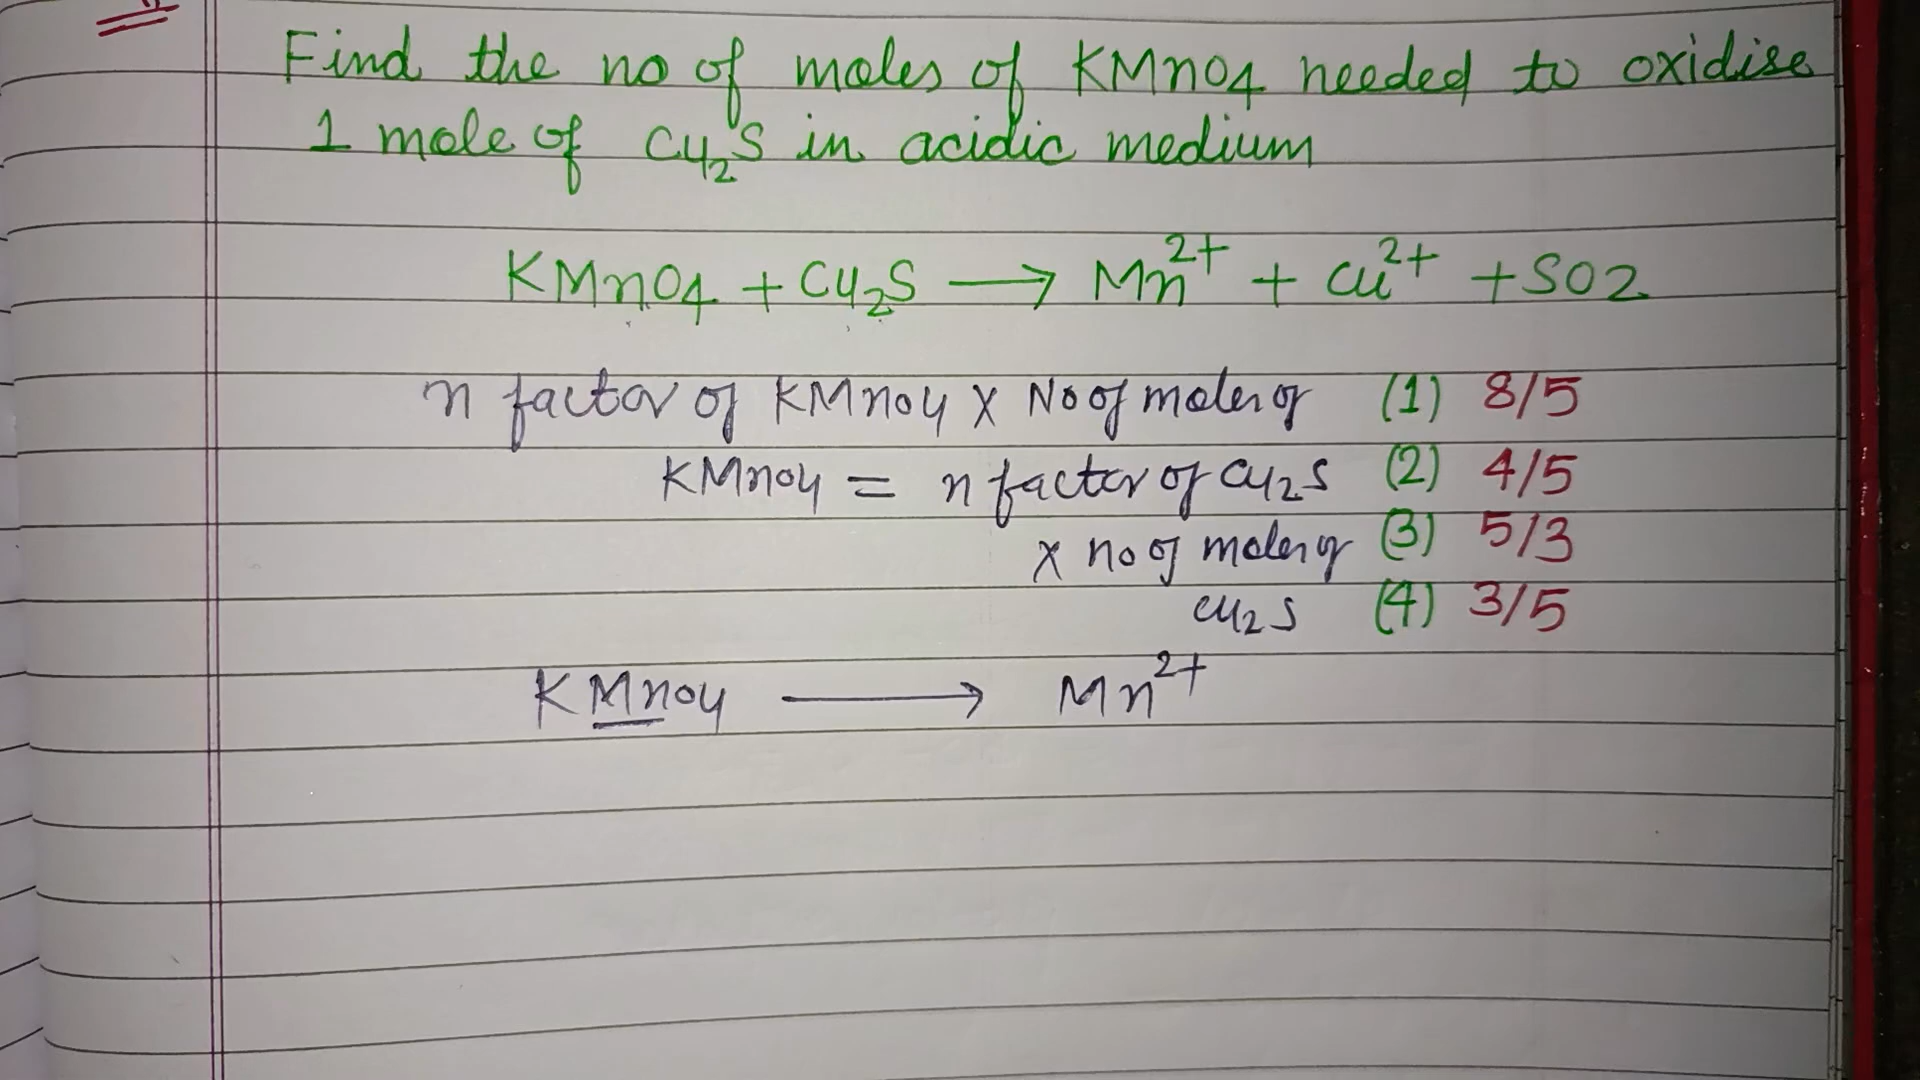 Find the no of moles of KMnO4 needed to oxidise
1 mole of Cu2S in acidic medium
KMnO4 + Cu2S ⟶ Mn2+ + Cu2+ + SO2
n factor of KMnO4 X No of moles of (1) 8/5
KMnO4 = n factor of Cu2S (2) 4/5
X no of moles of (3) 5/3
Cu2S (4) 3/5
KMnO4 ⟶ Mn2+